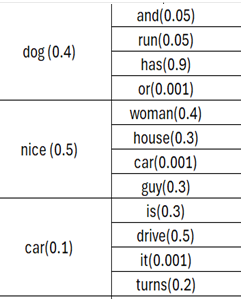 dog (0.4)
and(0.05)
run(0.05)
has(0.9)
or(0.001)
nice (0.5)
woman(0.4)
house(0.3)
car(0.001)
guy(0.3)
car(0.1)
is(0.3)
drive(0.5)
it(0.001)
turns(0.2)